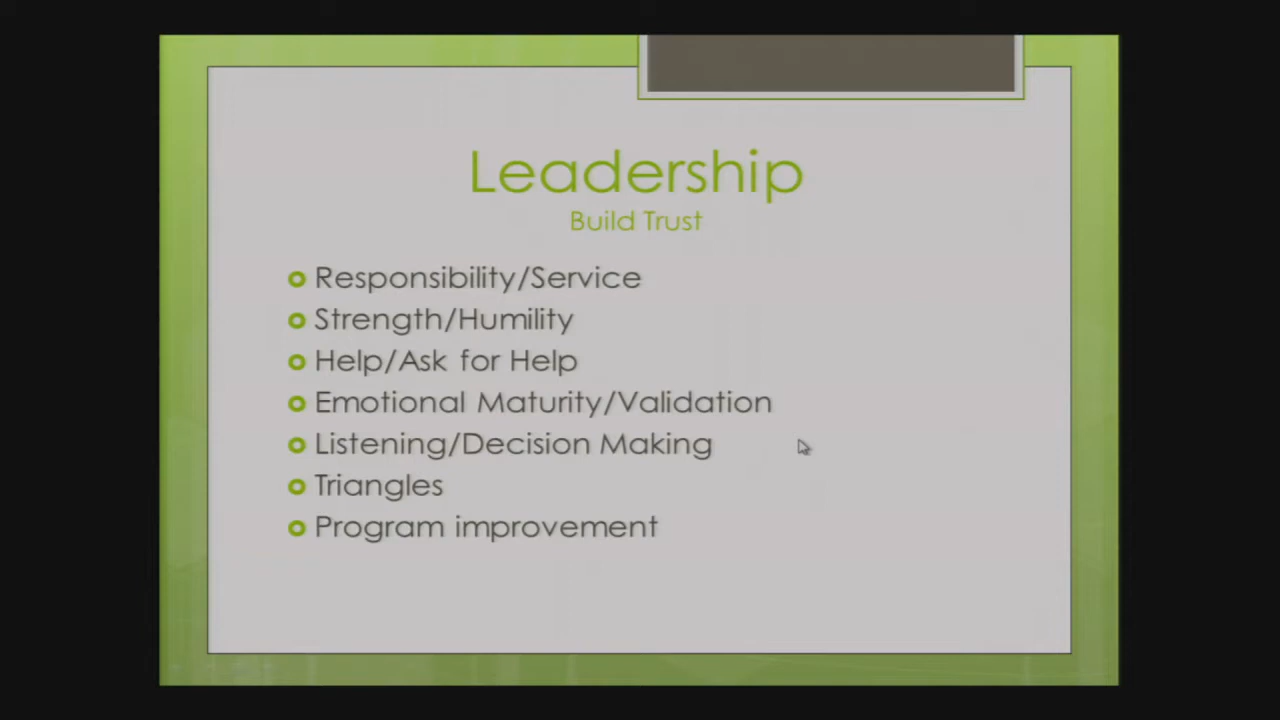 Leadership
Build Trust
Responsibility/Service
Strength/Humility
Help/Ask for Help
Emotional Maturity/Validation
Listening/Decision Making
Triangles
Program improvement